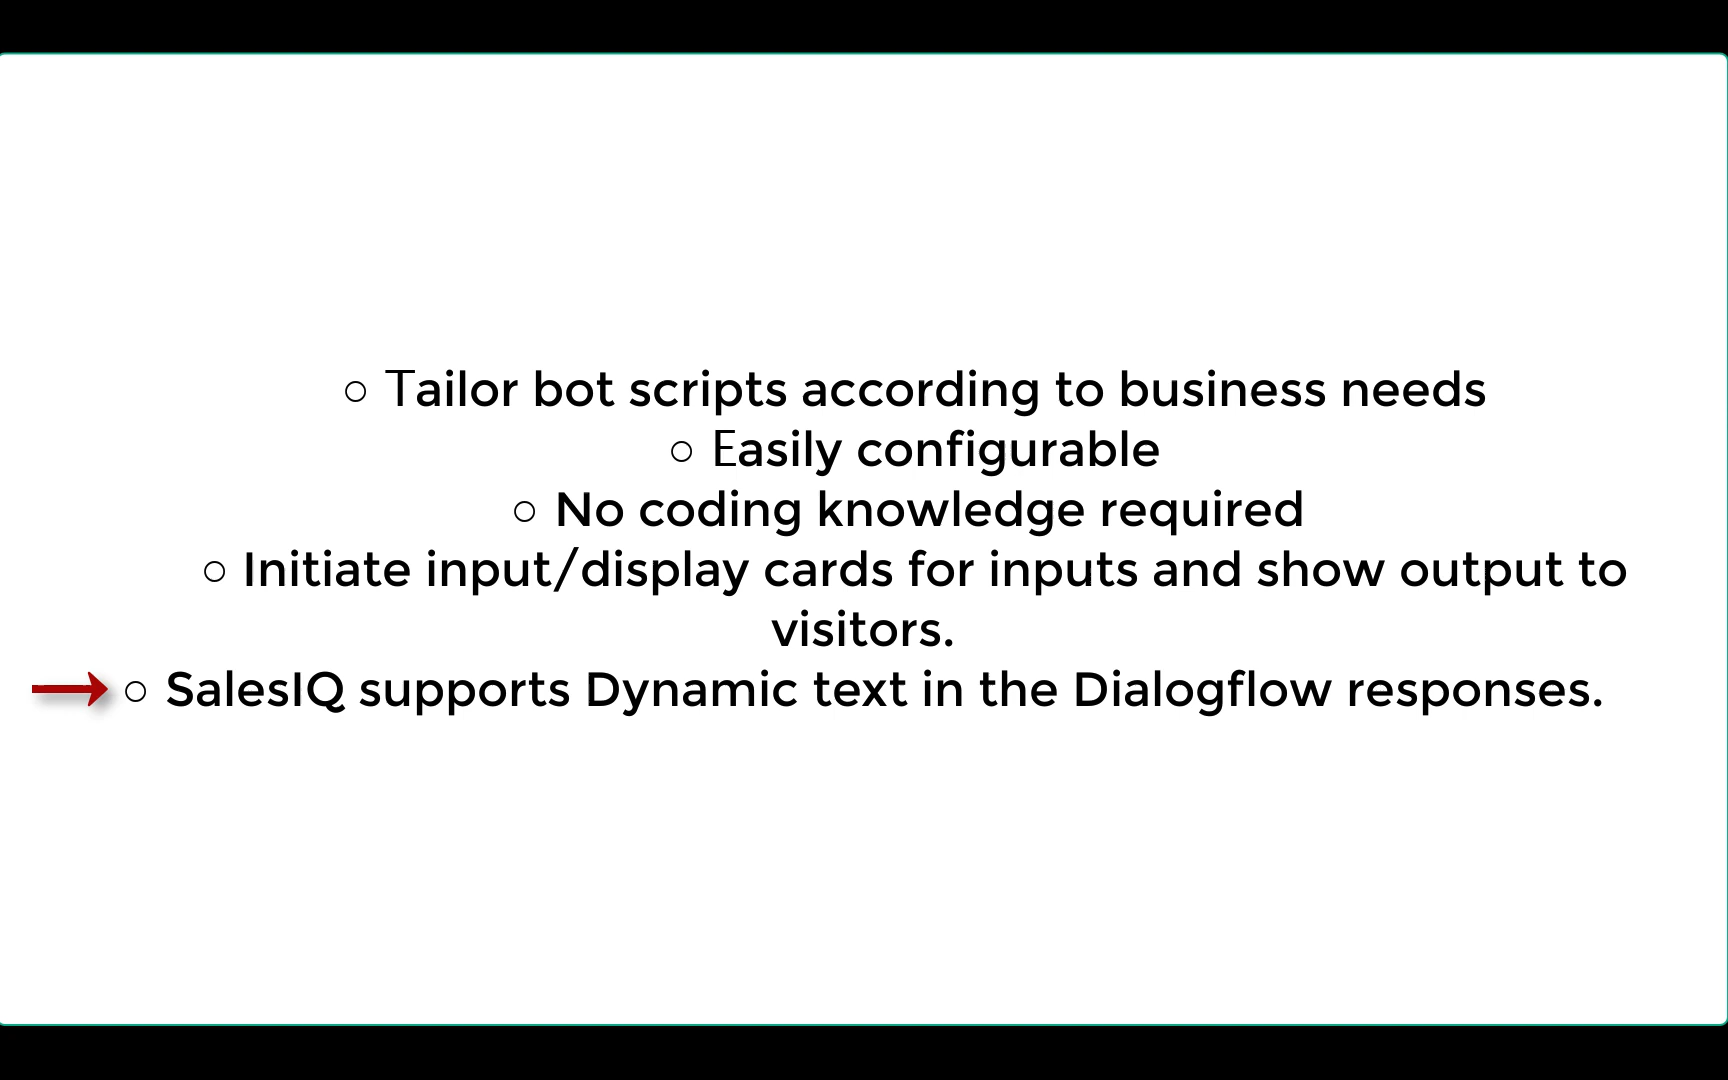 ○ Tailor bot scripts according to business needs
○ Easily configurable
○ No coding knowledge required
○ Initiate input/display cards for inputs and show output to
visitors.
○ SalesIQ supports Dynamic text in the Dialogflow responses.